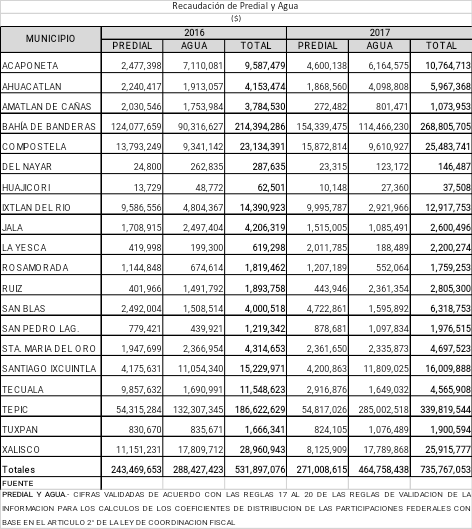 Recaudación de Predial y Agua
($)
MUNICIPIO 2016 2017
PREDIAL AGUA TOTAL PREDIAL AGUA TOTAL
ACAPONETA 2,477,398 7,110,081 9,587,479 4,600,138 6,164,575 10,764,713
AHUACATLAN 2,240,417 1,913,057 4,153,474 1,868,560 4,098,808 5,967,368
AMATLAN DE CAÑAS 2,030,546 1,753,984 3,784,530 272,482 801,471 1,073,953
BAHÍA DE BANDERAS 124,077,659 90,316,627 214,394,286 154,339,475 114,466,230 268,805,705
COMPOSTELA 13,793,249 9,341,142 23,134,391 15,872,814 9,610,927 25,483,741
DEL NAYAR 24,800 262,835 287,635 23,315 123,172 146,487
HUAJICORI 13,729 48,772 62,501 10,148 27,360 37,508
IXTLAN DEL RIO 9,586,556 4,804,367 14,390,923 9,995,787 2,921,966 12,917,753
JALA 1,708,915 2,497,404 4,206,319 1,515,005 1,085,491 2,600,496
LA YESCA 419,998 199,300 619,298 2,011,785 188,489 2,200,274
ROSAMORADA 1,144,848 674,614 1,819,462 1,207,189 552,064 1,759,253
RUIZ 401,966 1,491,792 1,893,758 443,946 2,361,354 2,805,300
SAN BLAS 2,492,004 1,508,514 4,000,518 4,722,861 1,595,892 6,318,753
SAN PEDRO LAG. 779,421 439,921 1,219,342 878,681 1,097,834 1,976,515
STA. MARIA DEL ORO 1,947,699 2,366,954 4,314,653 2,361,650 2,335,873 4,697,523
SANTIAGO IXCUINTLA 4,175,631 11,054,340 15,229,971 4,200,863 11,809,025 16,009,888
TECUALA 9,857,632 1,690,991 11,548,623 2,916,876 1,649,032 4,565,908
TEPIC 54,315,284 132,307,345 186,622,629 54,817,026 285,002,518 339,819,544
TUXPAN 830,670 835,671 1,666,341 824,105 1,076,489 1,900,594
XALISCO 11,151,231 17,809,712 28,960,943 8,125,909 17,789,868 25,915,777
Totales 243,469,653 288,427,423 531,897,076 271,008,615 464,758,438 735,767,053
FUENTE
PREDIAL Y AGUA.- CIFRAS VALIDADAS DE ACUERDO CON LAS REGLAS 17 AL 20 DE LAS REGLAS DE VALIDACION DE LA
INFORMACION PARA LOS CALCULOS DE LOS COEFICIENTES DE DISTRIBUCION DE LAS PARTICIPACIONES FEDERALES CON
BASE EN EL ARTICULO 2° DE LA LEY DE COORDINACION FISCAL